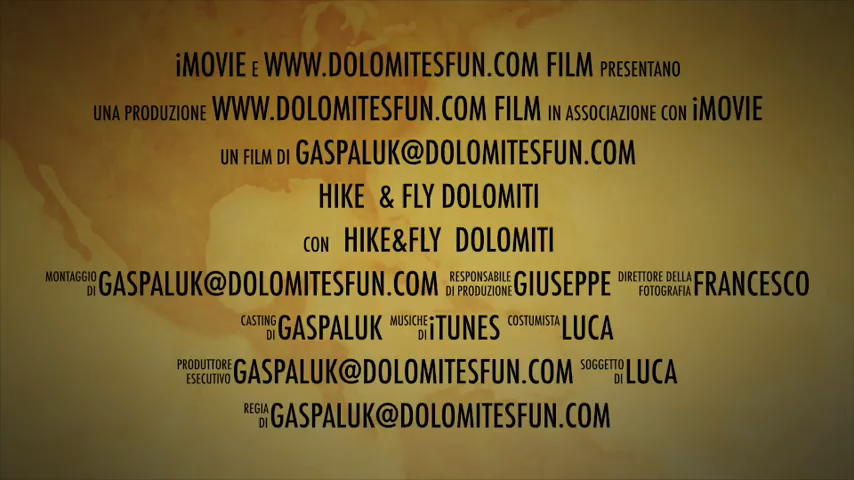 iMOVIE E WWW.DOLOMITESFUN.COM FILM PRESENTANO
UNA PRODUZIONE WWW.DOLOMITESFUN.COM FILM IN ASSOCIAZIONE CON iMOVIE
UN FILM DI GASPALUK@DOLOMITESFUN.COM
HIKE & FLY DOLOMITI
CON HIKE&FLY DOLOMITI
MONTAGGIO DI GASPALUK@DOLOMITESFUN.COM RESPONSABILE DI PRODUZIONE GIUSEPPE DIRETTORE DELLA FOTOGRAFIA FRANCESCO
CASTING DI GASPALUK MUSICHE DI iTUNES COSTUMISTA LUCA
PRODUTTORE ESECUTIVO GASPALUK@DOLOMITESFUN.COM SOGGETTO DI LUCA
REGIA DI GASPALUK@DOLOMITESFUN.COM